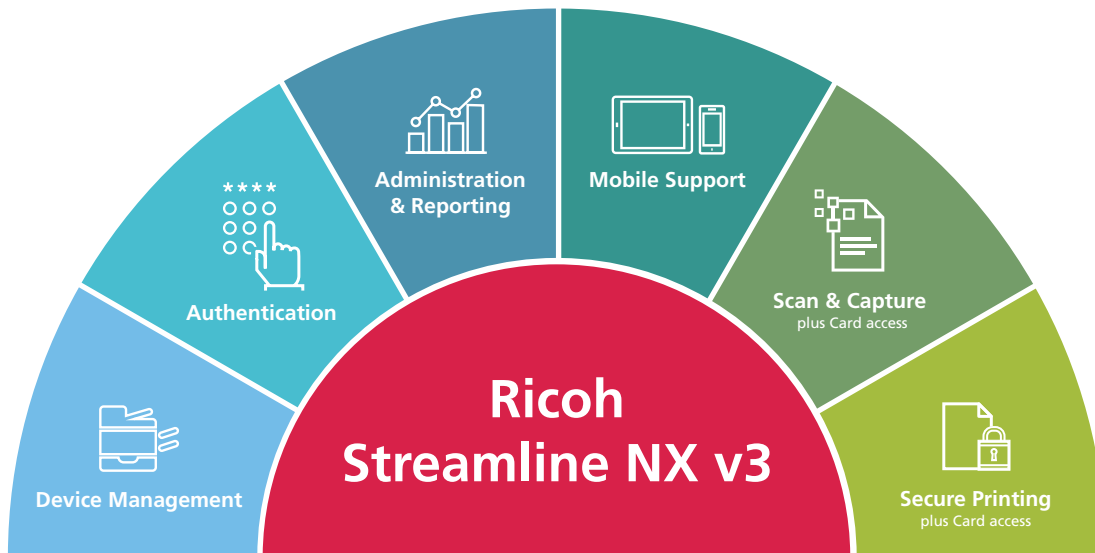 Device Management
****
Authentication
Administration
& Reporting
Mobile Support
Scan & Capture
plus Card access
Secure Printing
plus Card access
Ricoh
Streamline NX v3